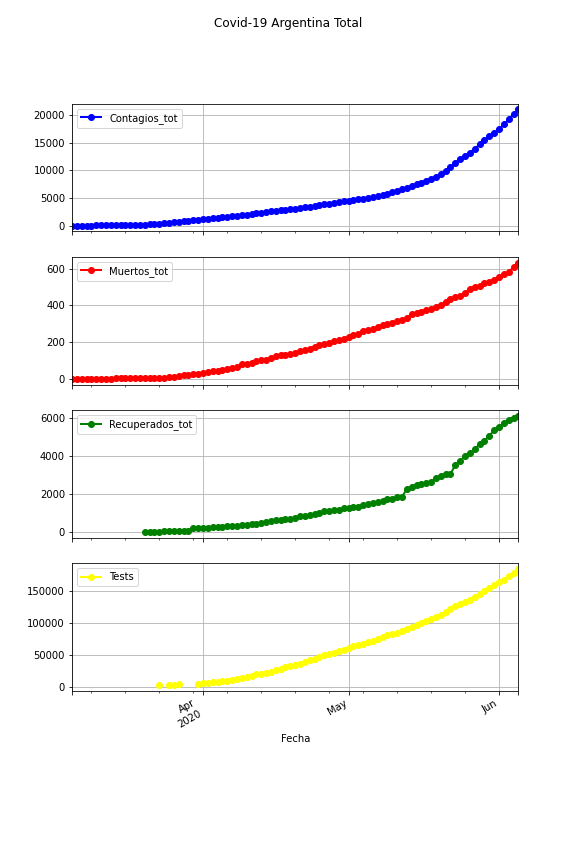 Covid-19 Argentina Total
20000
15000
10000
5000
0
Contagios_tot
600
400
200
0
Muertos_tot
6000
4000
2000
0
Recuperados_tot
150000
100000
50000
0
Tests
Apr
2020
May
Jun
Fecha